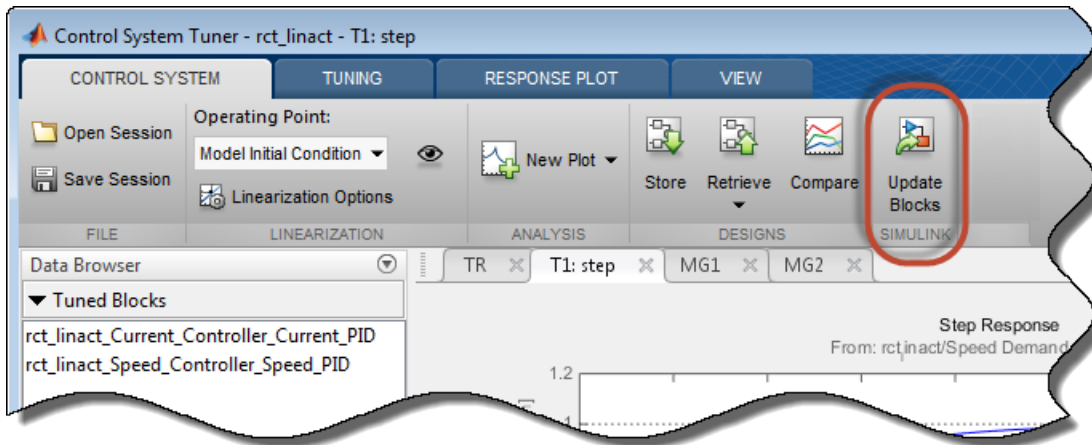 Control System Tuner - rct_linact - T1: step
CONTROL SYSTEM
TUNING
RESPONSE PLOT
VIEW
Open Session
Save Session
FILE
Operating Point:
Model Initial Condition
Linearization Options
LINEARIZATION
New Plot
ANALYSIS
Store
Retrieve
Compare
DESIGNS
Update
Blocks
SIMULINK
Data Browser
Tuned Blocks
rct_linact_Current_Controller_Current_PID
rct_linact_Speed_Controller_Speed_PID
TR
T1: step
MG1
MG2
Step Response
From: rct_linact/Speed Demand
1.2
1